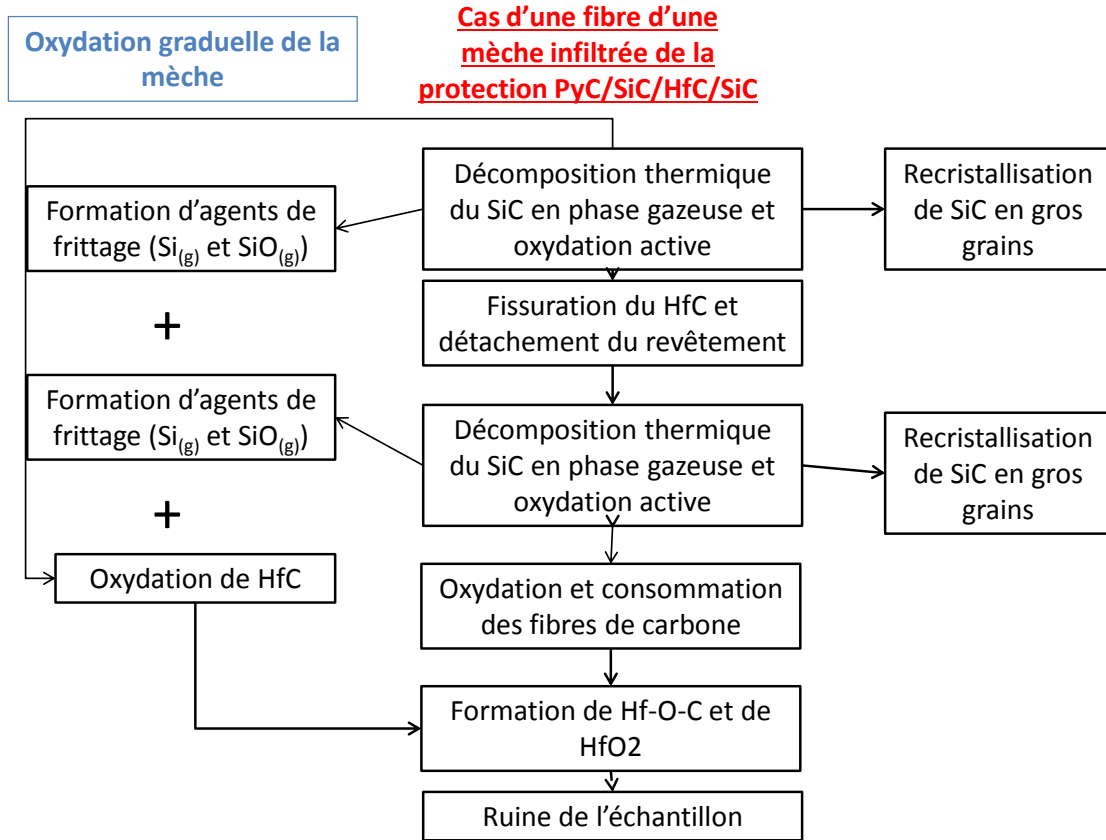 Oxydation graduelle de la
mèche
Cas d'une fibre d'une
mèche infiltrée de la
protection PyC/SiC/HfC/SiC
Décomposition thermique
du SiC en phase gazeuse et
oxydation active
Recristallisation
de SiC en gros
grains
Formation d'agents de
frittage (Si(g) et SiO(g))
+
Fissuration du HfC et
détachement du revêtement
Formation d'agents de
frittage (Si(g) et SiO(g))
Décomposition thermique
du SiC en phase gazeuse et
oxydation active
Recristallisation
de SiC en gros
grains
+
Oxydation de HfC
Oxydation et consommation
des fibres de carbone
Formation de Hf-O-C et de
HfO2
Ruine de l'échantillon